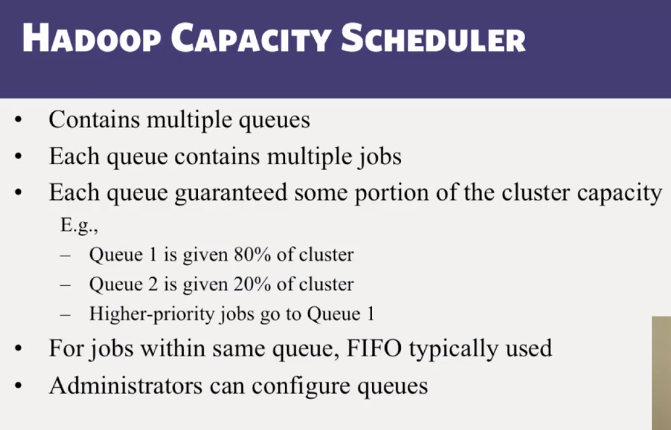 HADOOP CAPACITY SCHEDULER
• Contains multiple queues
• Each queue contains multiple jobs
• Each queue guaranteed some portion of the cluster capacity
E.g.,
– Queue 1 is given 80% of cluster
– Queue 2 is given 20% of cluster
– Higher-priority jobs go to Queue 1
• For jobs within same queue, FIFO typically used
• Administrators can configure queues